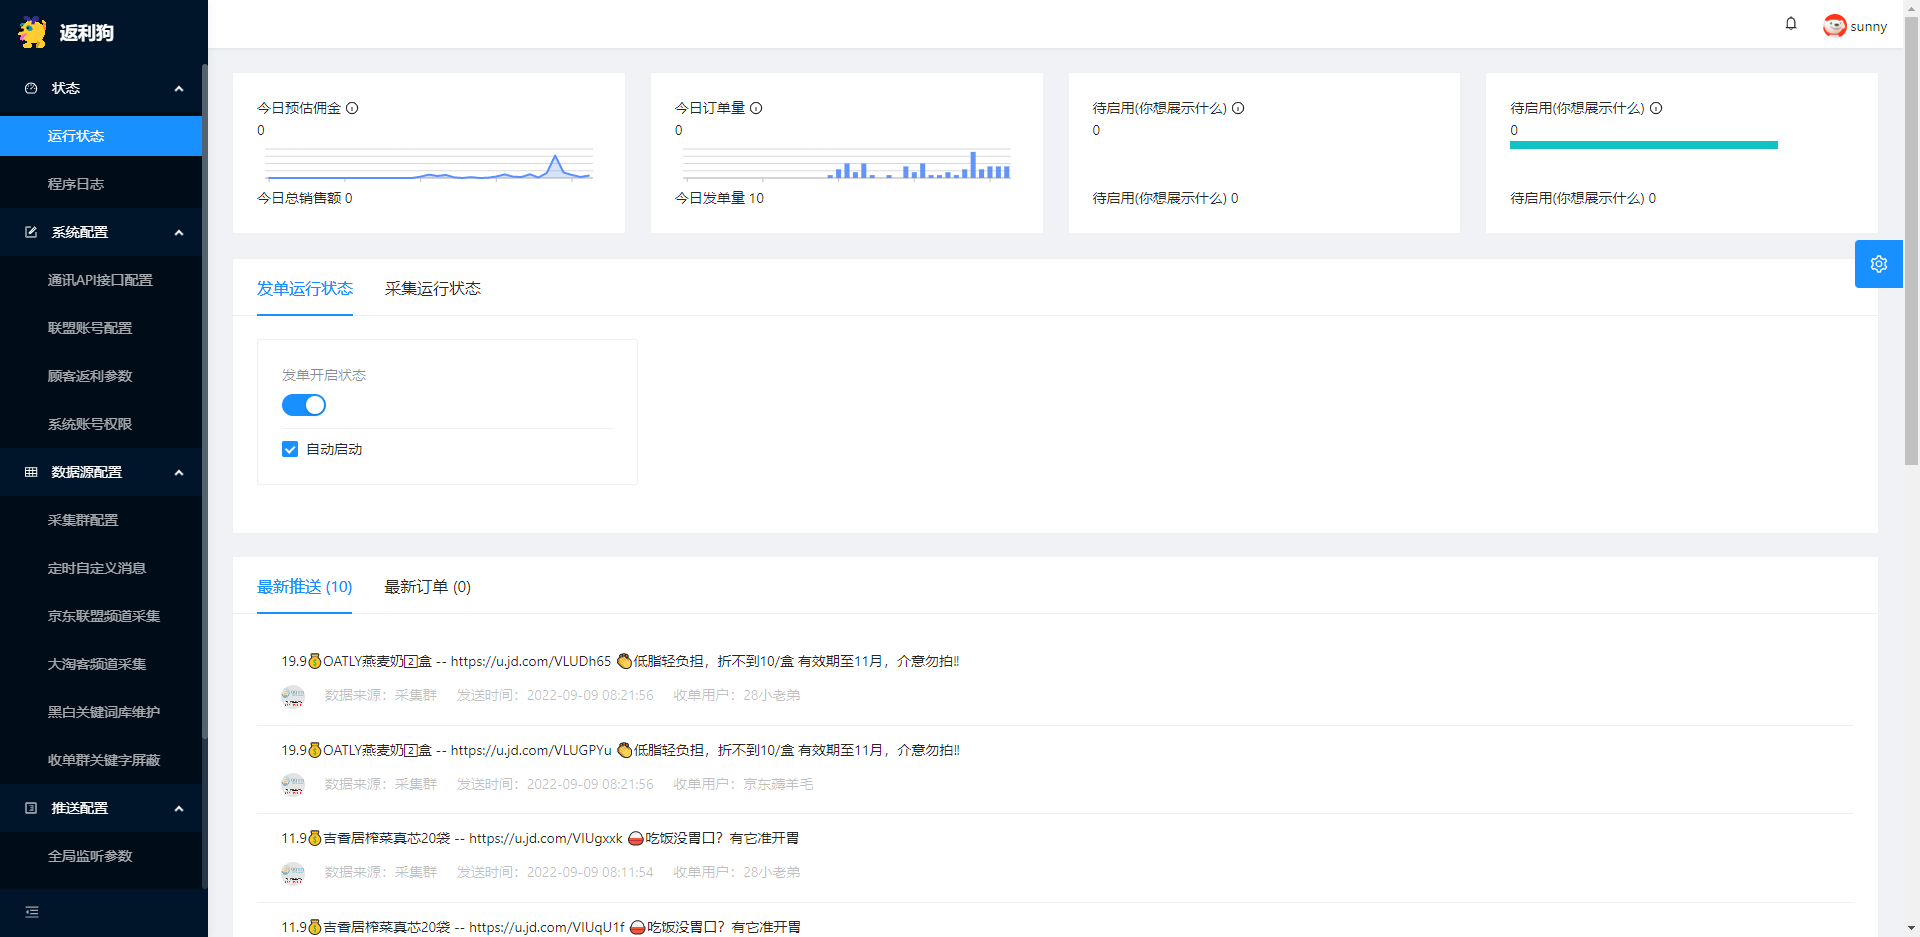 返利狗
sunny
状态
运行状态
程序日志
系统配置
通讯API接口配置
联盟账号配置
顾客返利参数
系统账号权限
数据源配置
采集群配置
定时自定义消息
京东联盟频道采集
大淘客频道采集
黑白关键词库维护
收单群关键字屏蔽
推送配置
全局监听参数
今日预估佣金
0
今日总销售额 0
今日订单量
0
今日发单量 10
待启用(你想展示什么)
0
待启用(你想展示什么) 0
待启用(你想展示什么)
0
待启用(你想展示什么) 0
发单运行状态 采集运行状态
发单开启状态
自动启动
最新推送 (10) 最新订单 (0)
19.9💰OATLY燕麦奶2️⃣盒 -- https://u.jd.com/VLUDh65 👏低脂轻负担，折不到10/盒 有效期至11月，介意勿拍‼
数据来源：采集群 发送时间：2022-09-09 08:21:56 收单用户：28小老弟
19.9💰OATLY燕麦奶2️⃣盒 -- https://u.jd.com/VLUGPYu 👏低脂轻负担，折不到10/盒 有效期至11月，介意勿拍‼
数据来源：采集群 发送时间：2022-09-09 08:21:56 收单用户：京东薅羊毛
11.9💰吉香居榨菜真芯20袋 -- https://u.jd.com/VIUgxxk 🍚吃饭没胃口？有它准开胃
数据来源：采集群 发送时间：2022-09-09 08:11:54 收单用户：28小老弟
11.9💰吉香居榨菜真芯20袋 -- https://u.jd.com/VIUqU1f 🍚吃饭没胃口？有它准开胃